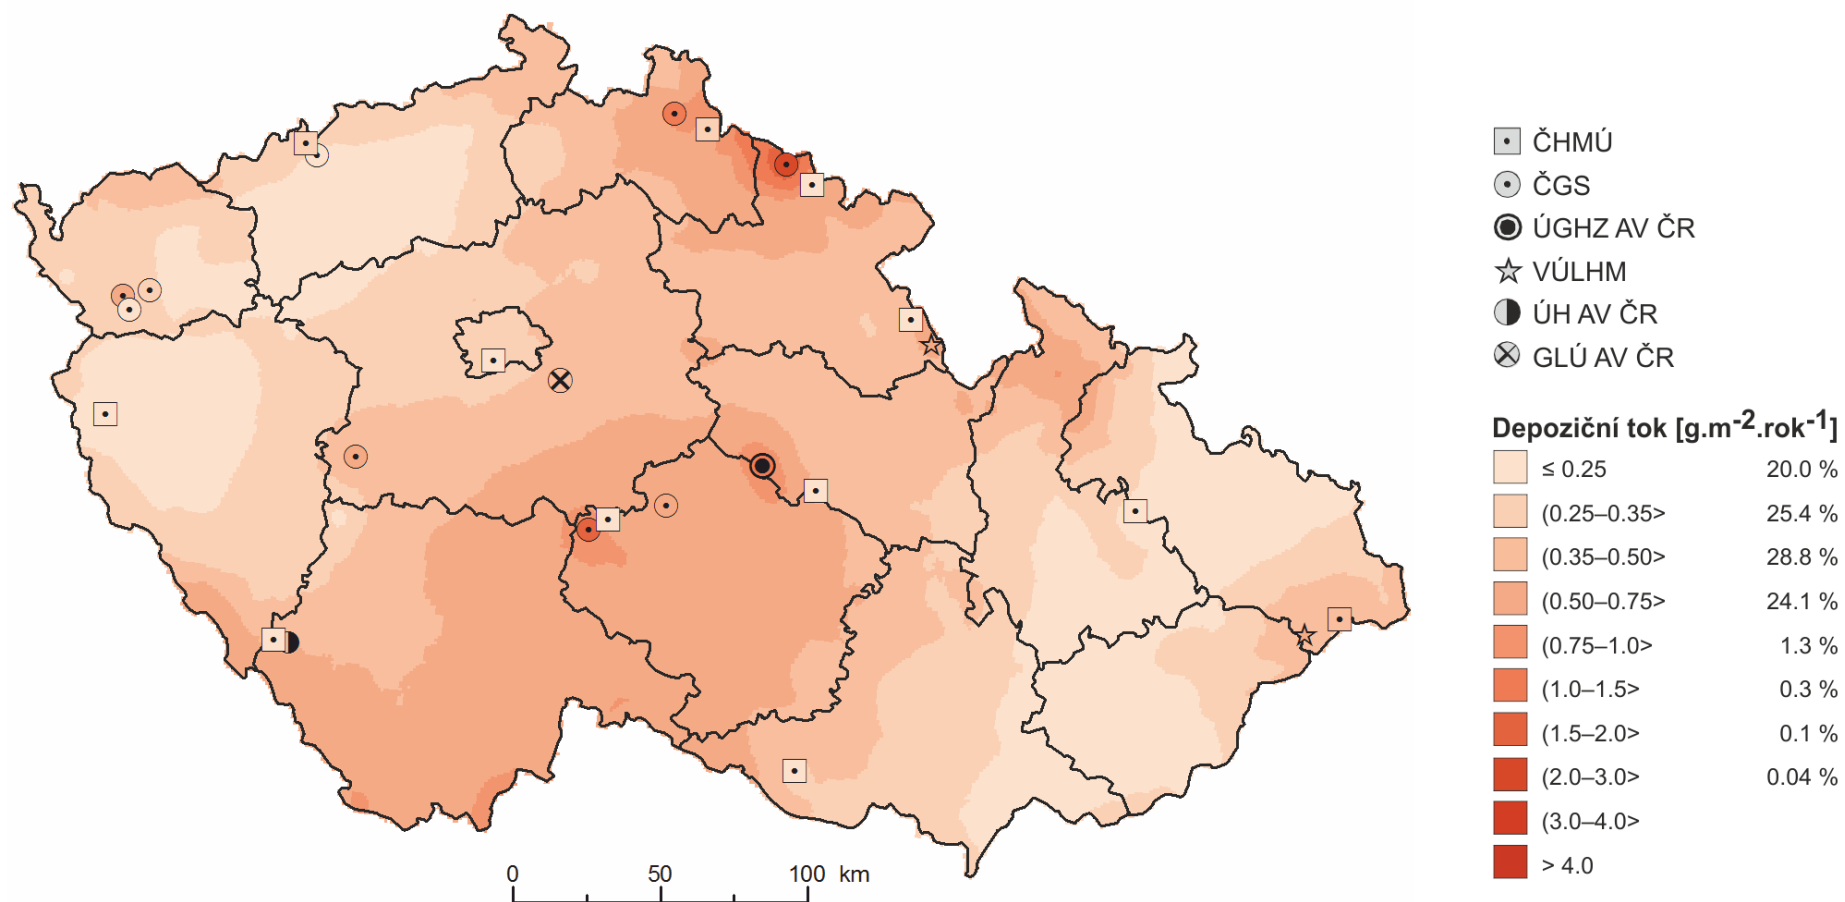 ČHMÚ
ČGS
ÚGHZ AV ČR
VÚLHM
ÚH AV ČR
GLÚ AV ČR
Depoziční tok [g.m-2.rok-1]
≤ 0.25 20.0 %
(0.25–0.35> 25.4 %
(0.35–0.50> 28.8 %
(0.50–0.75> 24.1 %
(0.75–1.0> 1.3 %
(1.0–1.5> 0.3 %
(1.5–2.0> 0.1 %
(2.0–3.0> 0.04 %
(3.0–4.0>
> 4.0
0 50 100 km